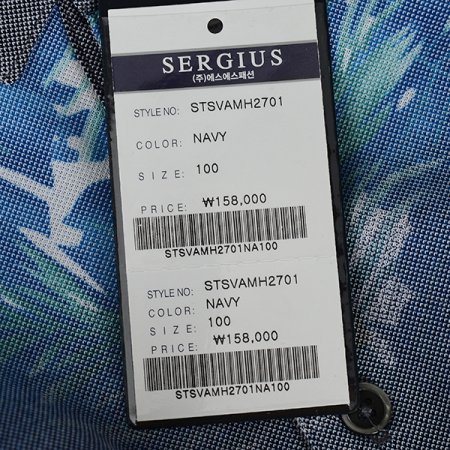 SERGIUS
(주)에스에스패션
STYLE NO: STSVAMH2701
COLOR: NAVY
SIZE: 100
PRICE: ₩158,000
STSVAMH2701NA100
STYLE NO: STSVAMH2701
COLOR: NAVY
SIZE: 100
PRICE: ₩158,000
STSVAMH2701NA100